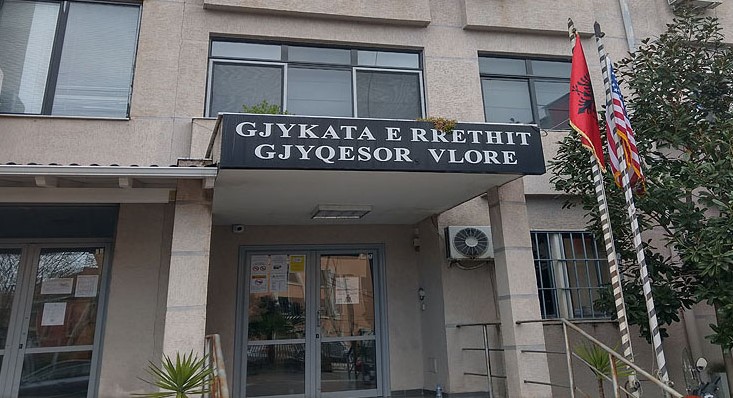 GJYKATA E RRETHIT
GJYQESOR VLORE